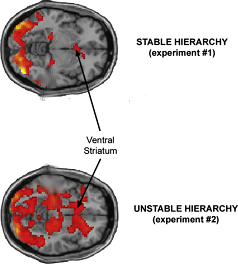 STABLE HIERARCHY
(experiment #1)
Ventral
Striatum
UNSTABLE HIERARCHY
(experiment #2)